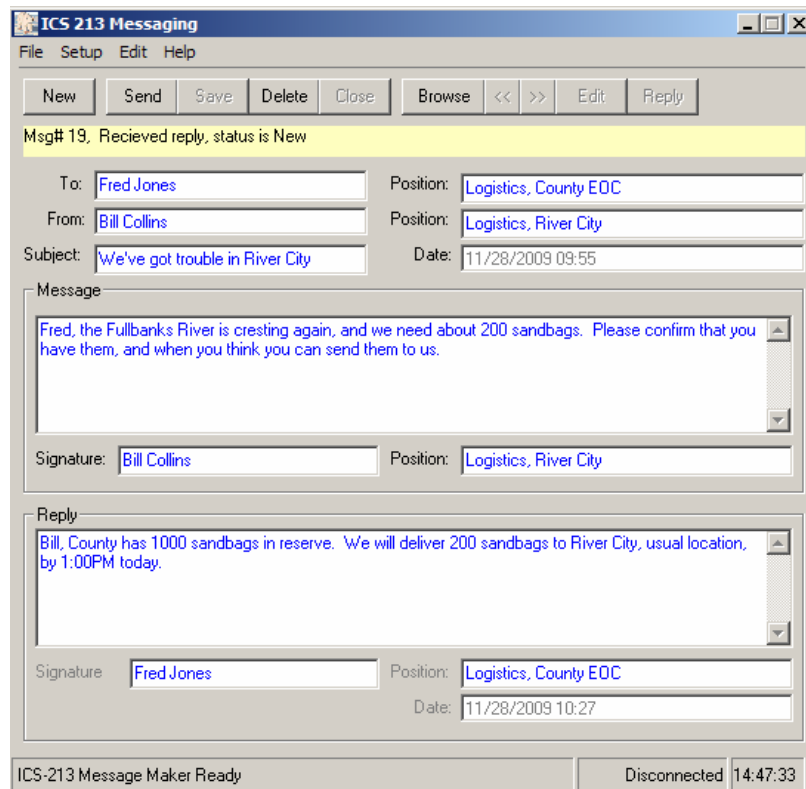 ICS 213 Messaging
File Setup Edit Help
New Send Save Delete Close Browse << >> Edit Reply
Msg# 19, Recieved reply, status is New
To: Fred Jones Position: Logistics, County EOC
From: Bill Collins Position: Logistics, River City
Subject: We've got trouble in River City Date: 11/28/2009 09:55
Message
Fred, the Fullbanks River is cresting again, and we need about 200 sandbags. Please confirm that you
have them, and when you think you can send them to us.
Signature: Bill Collins Position: Logistics, River City
Reply
Bill, County has 1000 sandbags in reserve. We will deliver 200 sandbags to River City, usual location,
by 1:00PM today.
Signature Fred Jones Position: Logistics, County EOC
Date: 11/28/2009 10:27
ICS-213 Message Maker Ready Disconnected 14:47:33